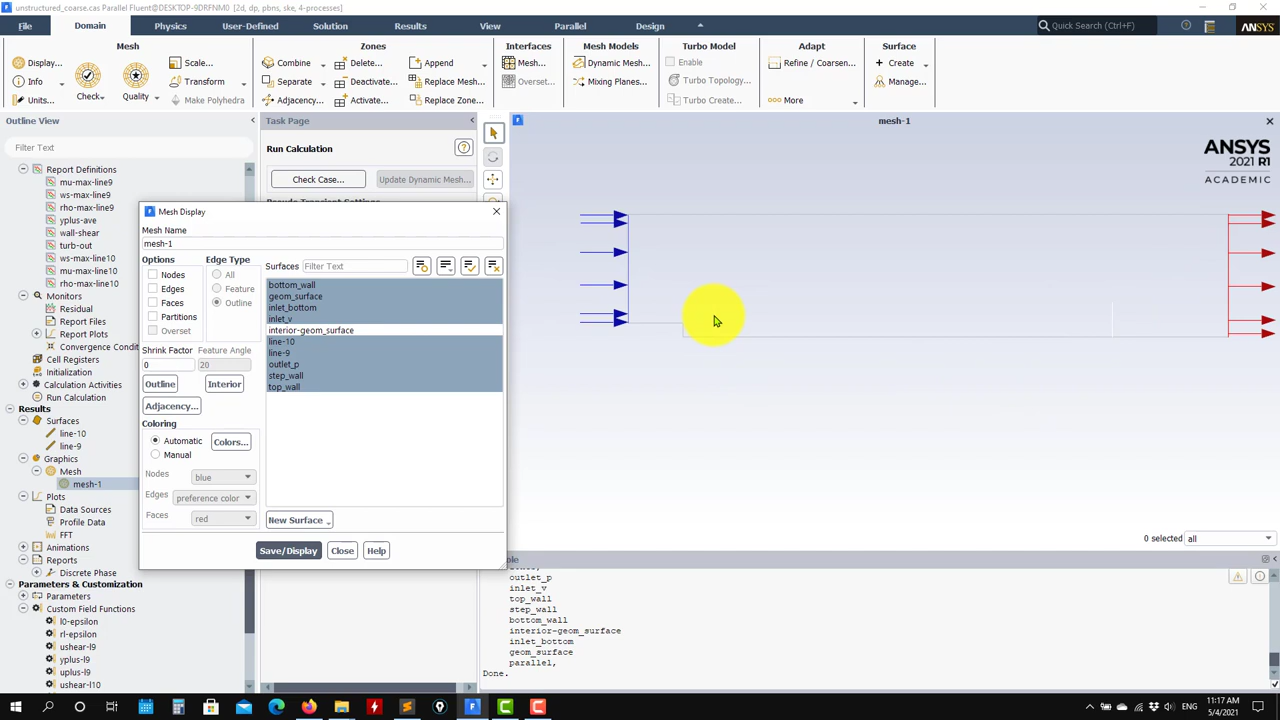 unstructured_coarse.cas Parallel Fluent@DESKTOP-9DRFNM0 [2d, dp, pbns, ske, 4-processes]
File Domain Physics User-Defined Solution Results View Parallel Design Quick Search (Ctrl+F) ANSYS
Mesh Zones Interfaces Mesh Models Turbo Model Adapt Surface
Display... Scale... Combine Delete... Append Mesh... Dynamic Mesh... Enable Refine / Coarsen... Create
Info Check Quality Transform Separate Deactivate... Replace Mesh... Overset... Mixing Planes... Turbo Topology... Manage...
Units... Make Polyhedra Adjacency... Activate... Replace Zone... Turbo Create... More
Outline View
Filter Text
Report Definitions
mu-max-line9
ws-max-line9
rho-max-line9
yplus-ave
wall-shear
turb-out
ws-max-line10
mu-max-line10
rho-max-line10
Monitors
Residual
Report Files
Report Plots
Convergence Condit
Cell Registers
Initialization
Calculation Activities
Run Calculation
Results
Surfaces
line-10
line-9
Graphics
Mesh
mesh-1
Plots
Data Sources
Profile Data
FFT
Animations
Reports
Discrete Phase
Parameters & Customization
Parameters
Custom Field Functions
l0-epsilon
rl-epsilon
ushear-l9
yplus-l9
uplus-l9
ushear-l10
Task Page
Run Calculation
Check Case... Update Dynamic Mesh...
Mesh Display
Mesh Name
mesh-1
Options Edge Type Surfaces Filter Text
Nodes All
Edges Feature
Faces Outline
Partitions
Overset
Shrink Factor Feature Angle
0 20
Outline Interior
Adjacency...
Coloring
Automatic Colors...
Manual
Nodes blue
Edges preference color
Faces red
bottom_wall
geom_surface
inlet_bottom
inlet_v
interior-geom_surface
line-10
line-9
outlet_p
step_wall
top_wall
New Surface
Save/Display Close Help
mesh-1
ANSYS
2021 R1
ACADEMIC
0 selected all
outlet_p
inlet_v
top_wall
step_wall
bottom_wall
interior-geom_surface
inlet_bottom
geom_surface
parallel,
Done.
ENG
11:17 AM
5/4/2021